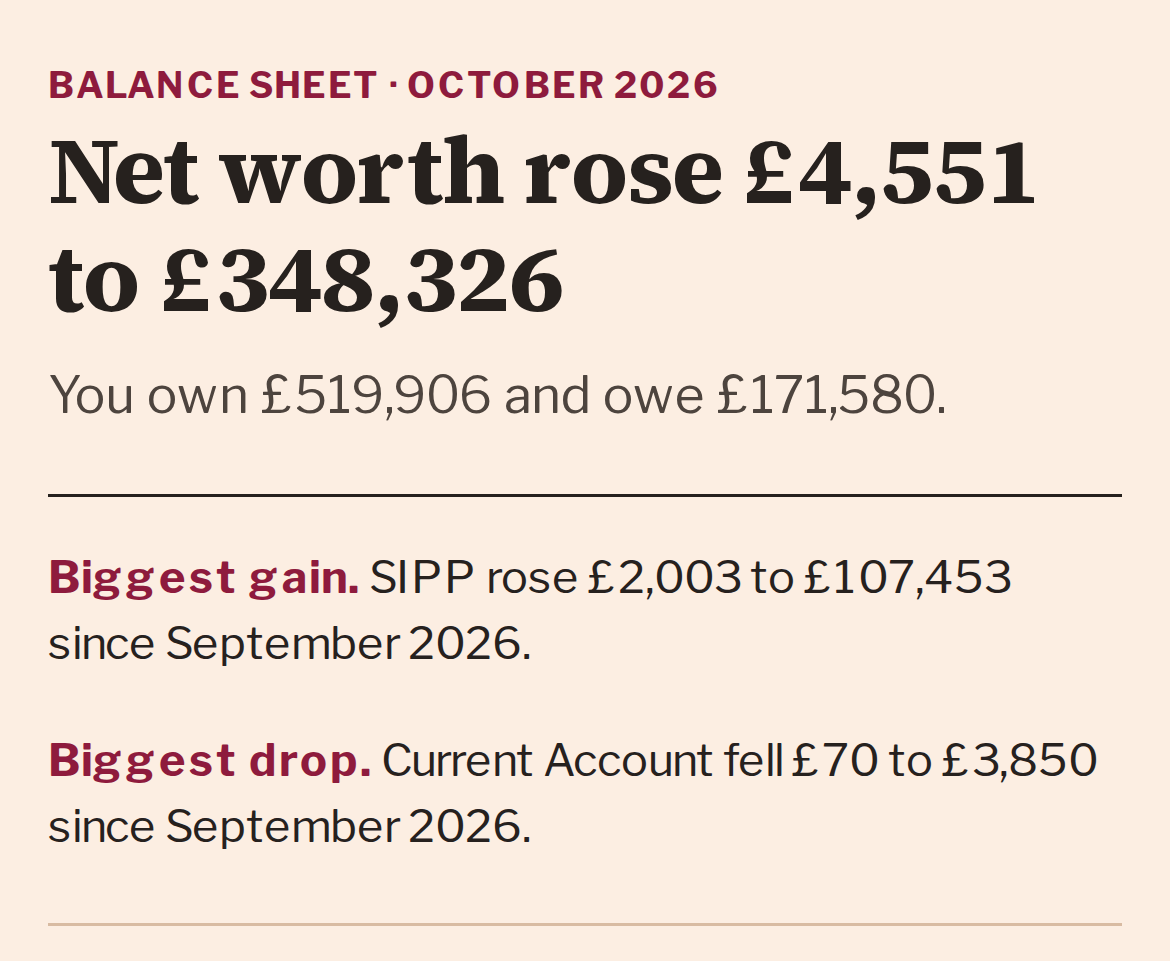 BALANCE SHEET · OCTOBER 2026
Net worth rose £4,551
to £348,326
You own £519,906 and owe £171,580.
Biggest gain. SIPP rose £2,003 to £107,453
since September 2026.
Biggest drop. Current Account fell £70 to £3,850
since September 2026.